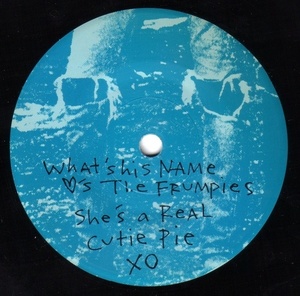 What's his NAME
♡s The Frumpies
She's a Real
Cutie Pie
XO